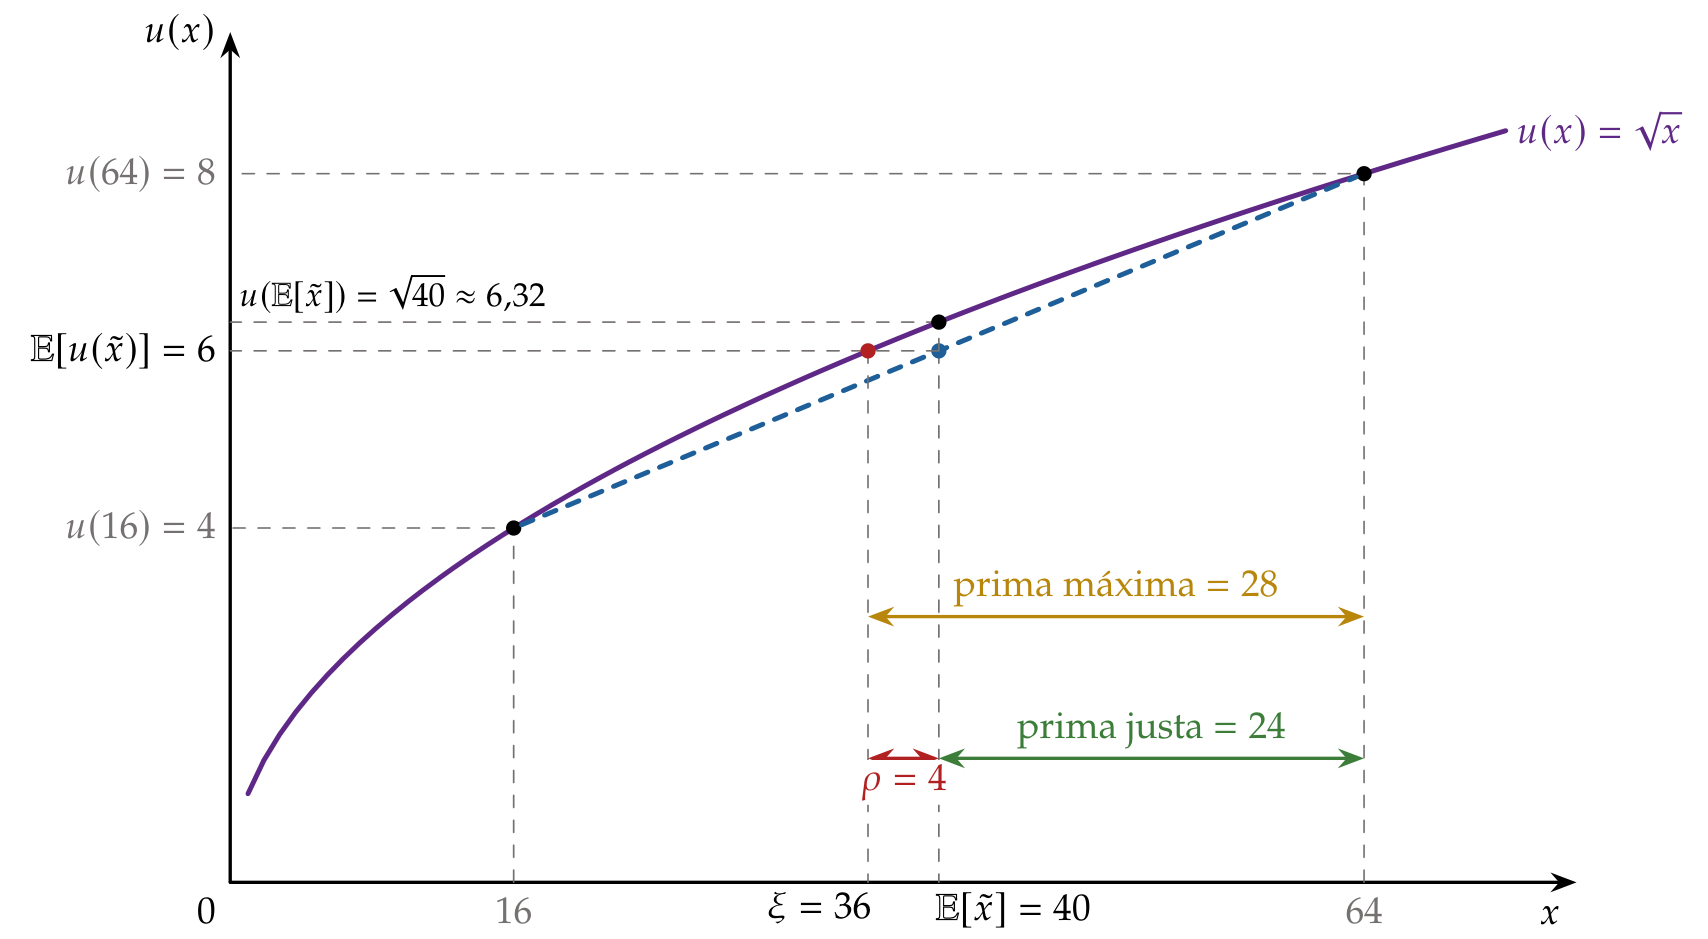 u(x)
u(x) = √x
u(64) = 8
u(𝔼[x̃]) = √40 ≈ 6,32
𝔼[u(x̃)] = 6
u(16) = 4
prima máxima = 28
prima justa = 24
ρ = 4
0
16
ξ = 36
𝔼[x̃] = 40
64
x